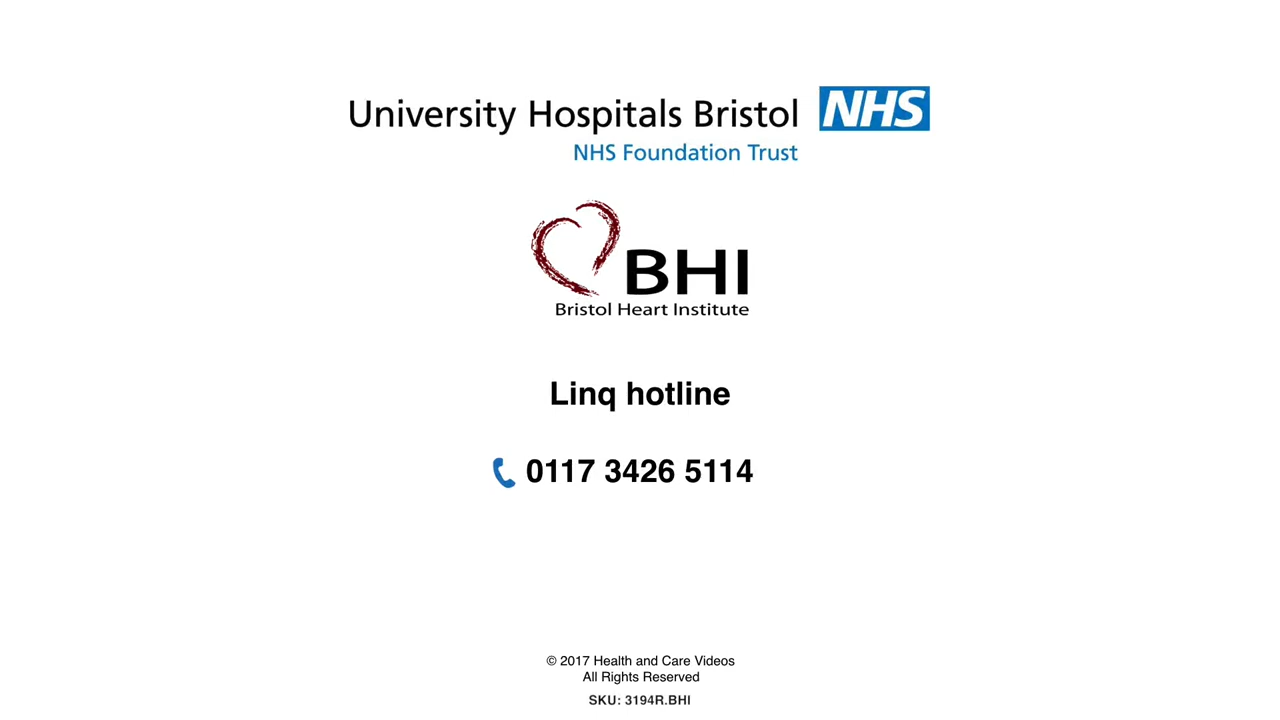 University Hospitals Bristol NHS
NHS Foundation Trust
BHI
Bristol Heart Institute
Linq hotline
0117 3426 5114
© 2017 Health and Care Videos
All Rights Reserved
SKU: 3194R.BHI